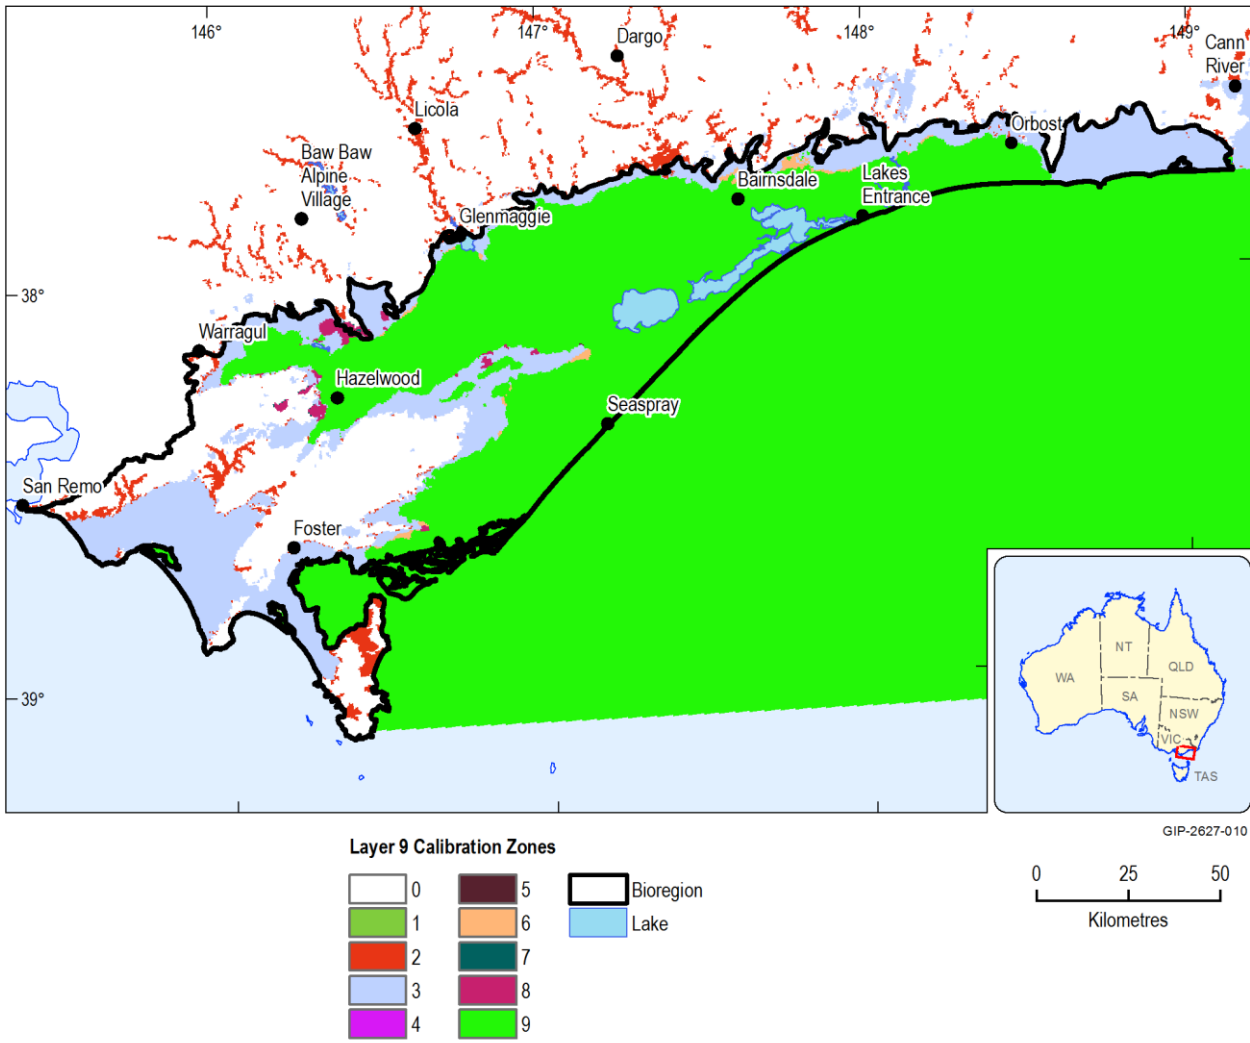 146°
147°
148°
149°
Dargo
Cann
River
Licola
Orbost
Baw Baw
Alpine
Village
Bairnsdale
Lakes
Entrance
Glenmaggie
38°
Warragul
Hazelwood
Seaspray
San Remo
Foster
39°
NT
QLD
WA
SA
NSW
VIC
TAS
GIP-2627-010
Layer 9 Calibration Zones
0
1
2
3
4
5
6
7
8
9
Bioregion
Lake
0 25 50
Kilometres